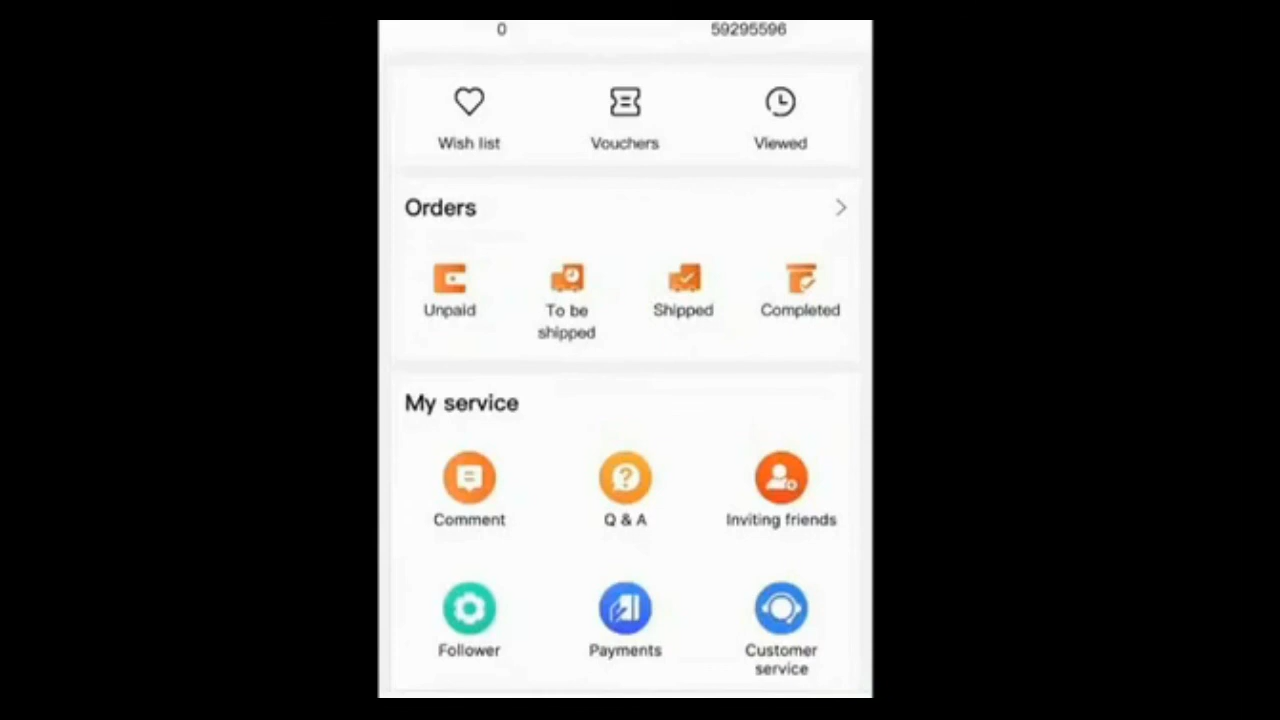 0 59295596
Wish list Vouchers Viewed
Orders
Unpaid To be shipped Shipped Completed
My service
Comment Q & A Inviting friends
Follower Payments Customer service